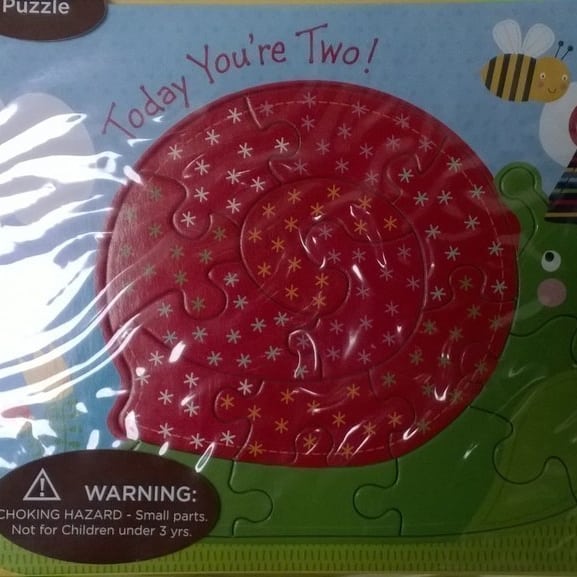 Puzzle
Today You're Two!
WARNING:
CHOKING HAZARD - Small parts.
Not for Children under 3 yrs.